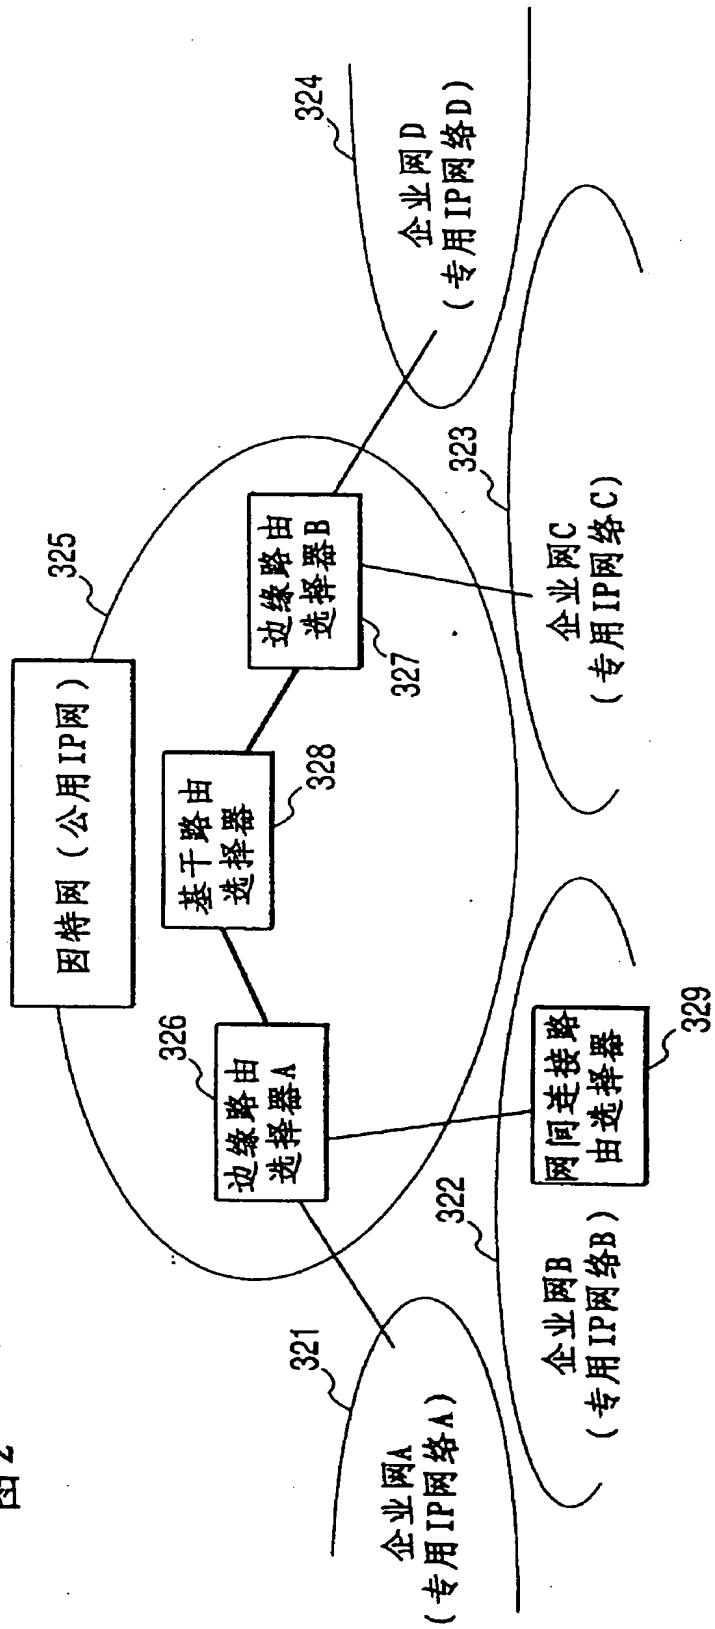 图2
因特网（公用IP网）
325
324
企业网D
（专用IP网络D）
边缘路由
选择器B
327
基干路由
选择器
328
326
边缘路由
选择器A
323
企业网C
（专用IP网络C）
321
企业网A
（专用IP网络A）
322
企业网B
（专用IP网络B）
网间连接路
由选择器
329